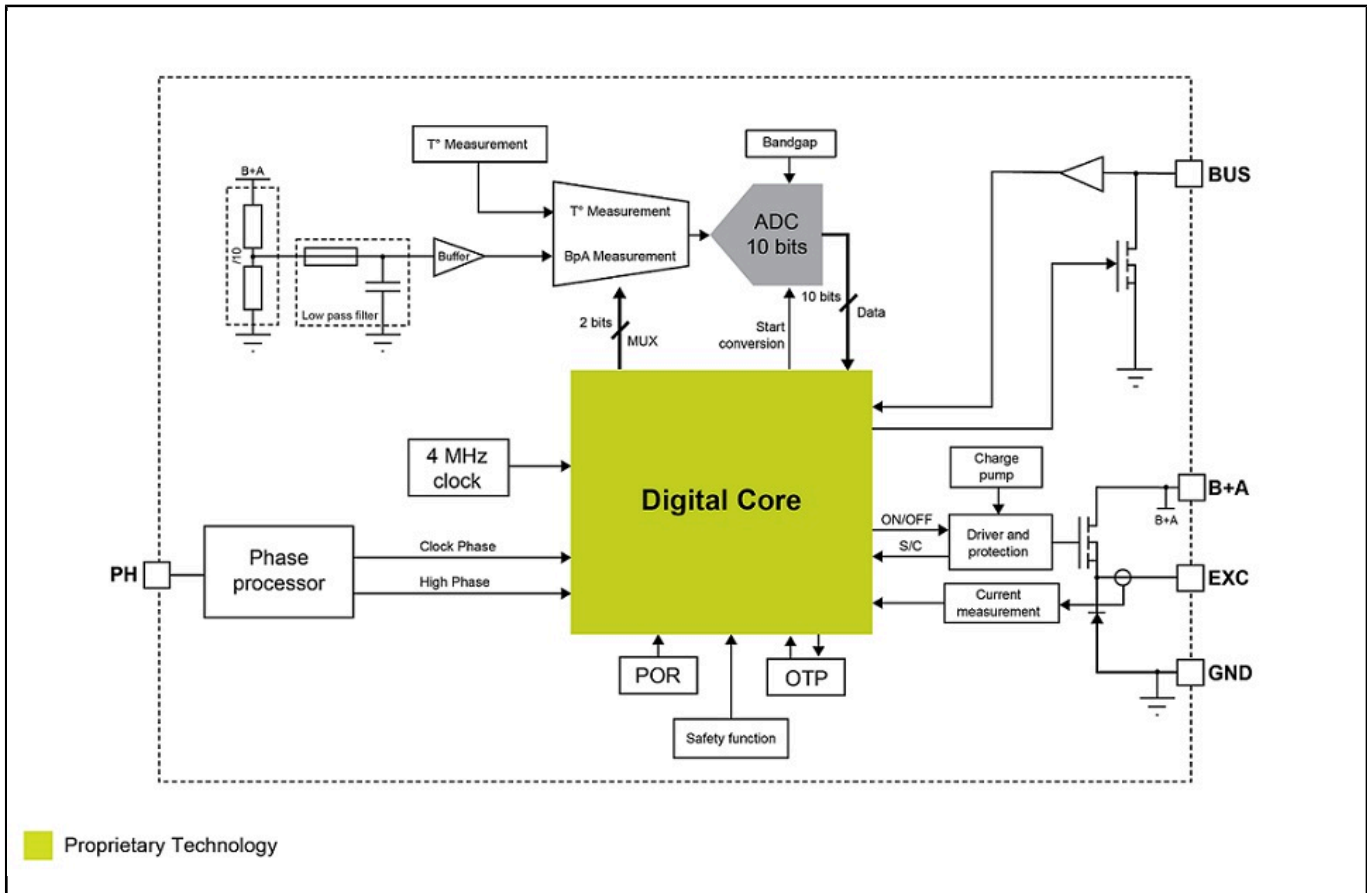 T° Measurement
Bandgap
B+A
/10
Low pass filter
Buffer
T° Measurement
BpA Measurement
ADC
10 bits
BUS
2 bits
MUX
Start
conversion
10 bits
Data
4 MHz
clock
Digital Core
Charge
pump
B+A
B+A
ON/OFF
S/C
Driver and
protection
PH
Phase
processor
Clock Phase
High Phase
Current
measurement
EXC
POR
OTP
GND
Safety function
Proprietary Technology